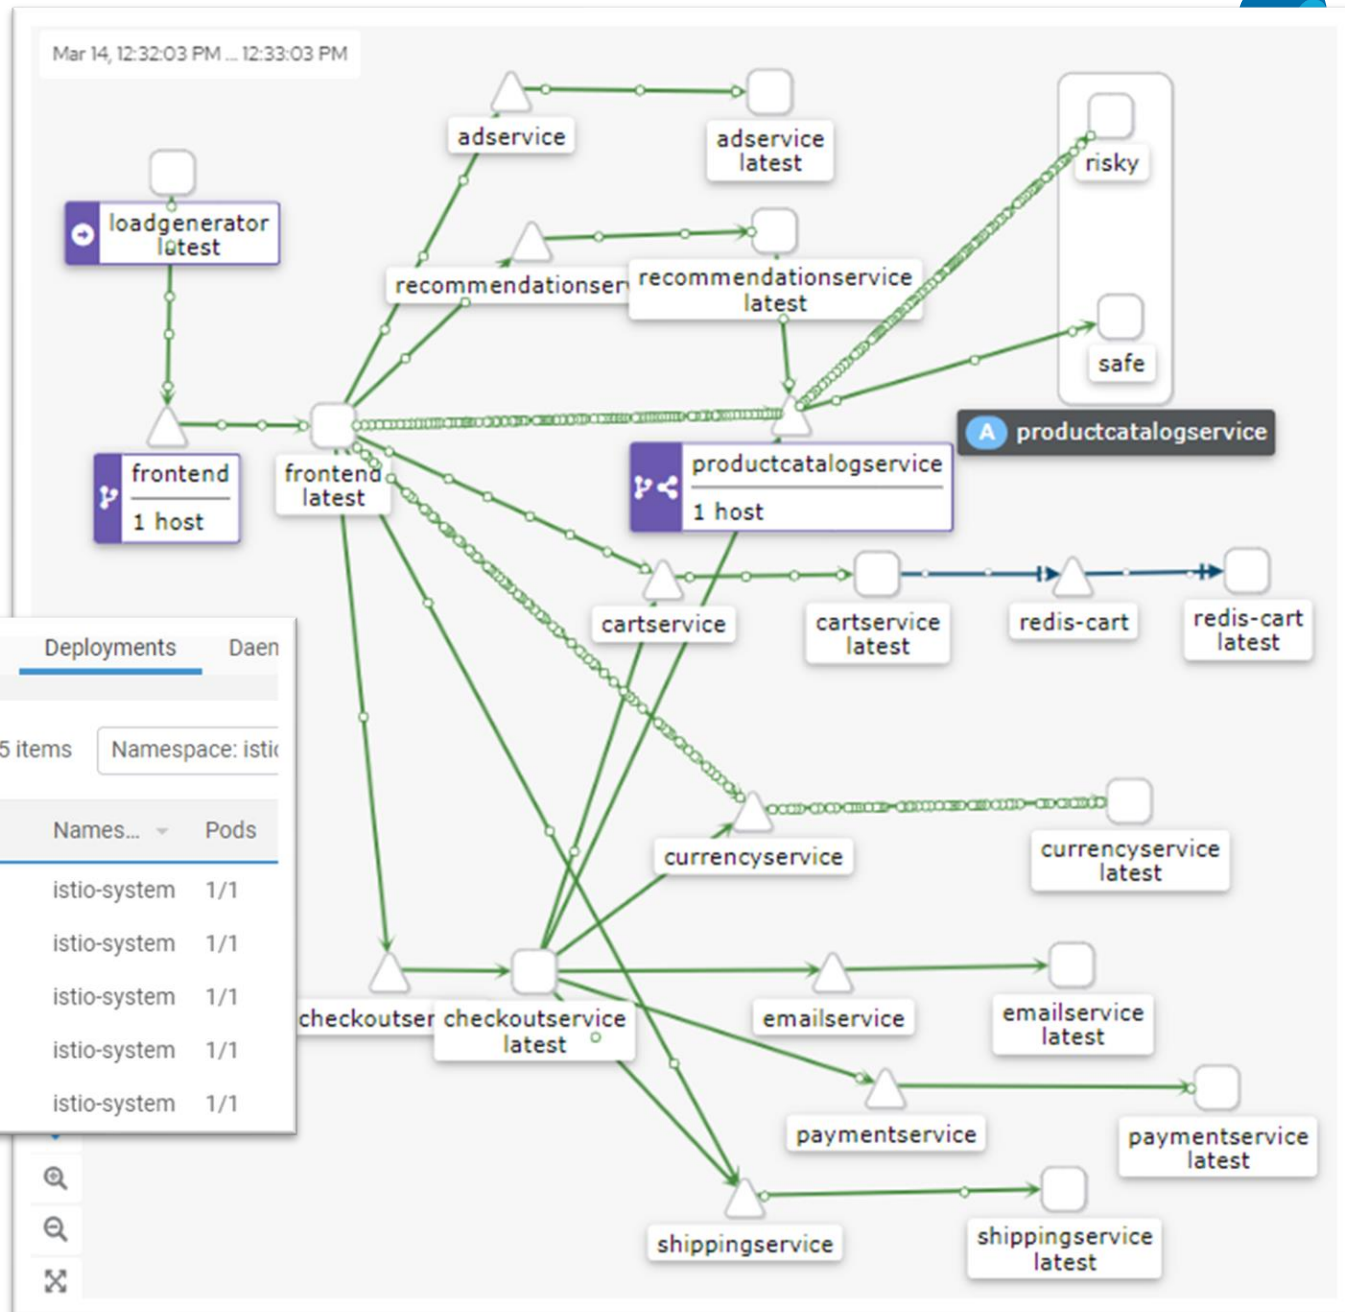 Mar 14, 12:32:03 PM ... 12:33:03 PM
adservice
adservice
latest
risky
loadgenerator
latest
recommendationser
recommendationservice
latest
safe
A productcatalogservice
frontend
1 host
frontend
latest
productcatalogservice
1 host
cartservice
cartservice
latest
redis-cart
redis-cart
latest
Deployments Daen
5 items Namespace: istio
Names... Pods
istio-system 1/1
istio-system 1/1
istio-system 1/1
istio-system 1/1
istio-system 1/1
currencyservice
currencyservice
latest
checkoutser
checkoutservice
latest
emailservice
emailservice
latest
paymentservice
paymentservice
latest
shippingservice
shippingservice
latest